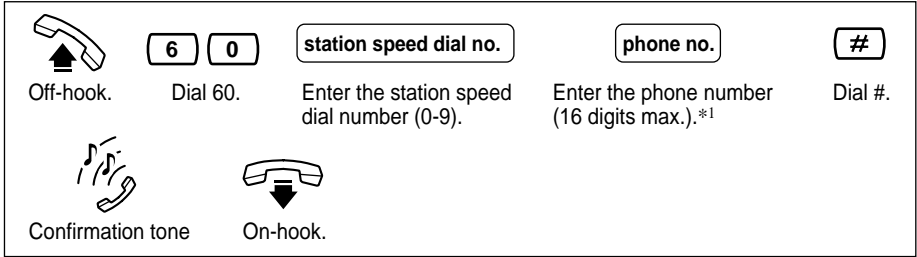 6 0 station speed dial no. phone no. #
Off-hook. Dial 60. Enter the station speed Enter the phone number Dial #.
dial number (0-9). (16 digits max.).*1
Confirmation tone On-hook.